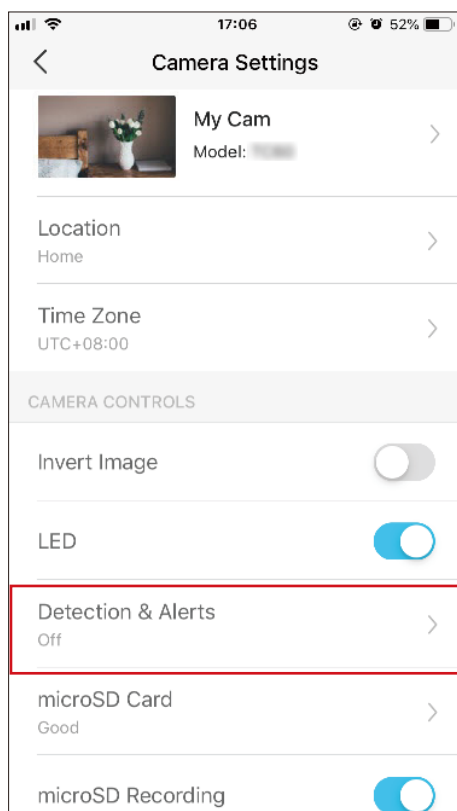 17:06
52%
Camera Settings
My Cam
Model:
Location
Home
Time Zone
UTC+08:00
CAMERA CONTROLS
Invert Image
LED
Detection & Alerts
Off
microSD Card
Good
microSD Recording